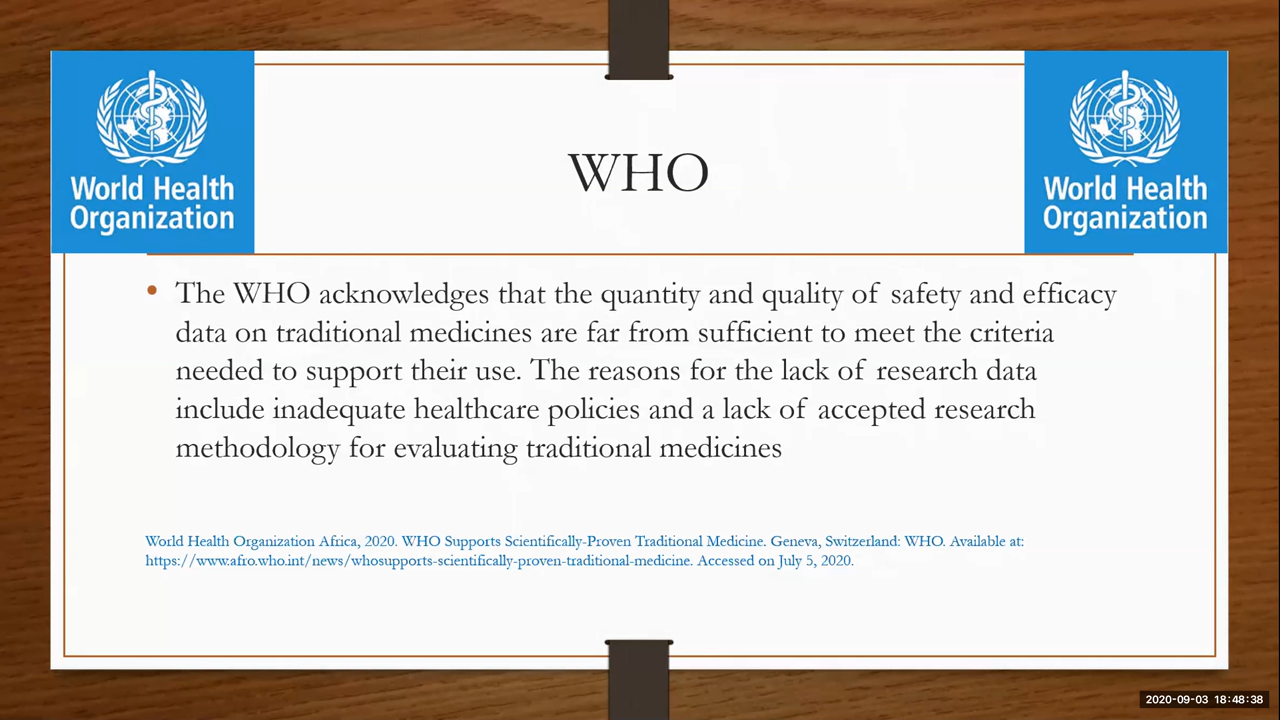 World Health
Organization
WHO
World Health
Organization
• The WHO acknowledges that the quantity and quality of safety and efficacy
data on traditional medicines are far from sufficient to meet the criteria
needed to support their use. The reasons for the lack of research data
include inadequate healthcare policies and a lack of accepted research
methodology for evaluating traditional medicines
World Health Organization Africa, 2020. WHO Supports Scientifically-Proven Traditional Medicine. Geneva, Switzerland: WHO. Available at:
https://www.afro.who.int/news/whosupports-scientifically-proven-traditional-medicine. Accessed on July 5, 2020.
2020-09-03 18:48:38